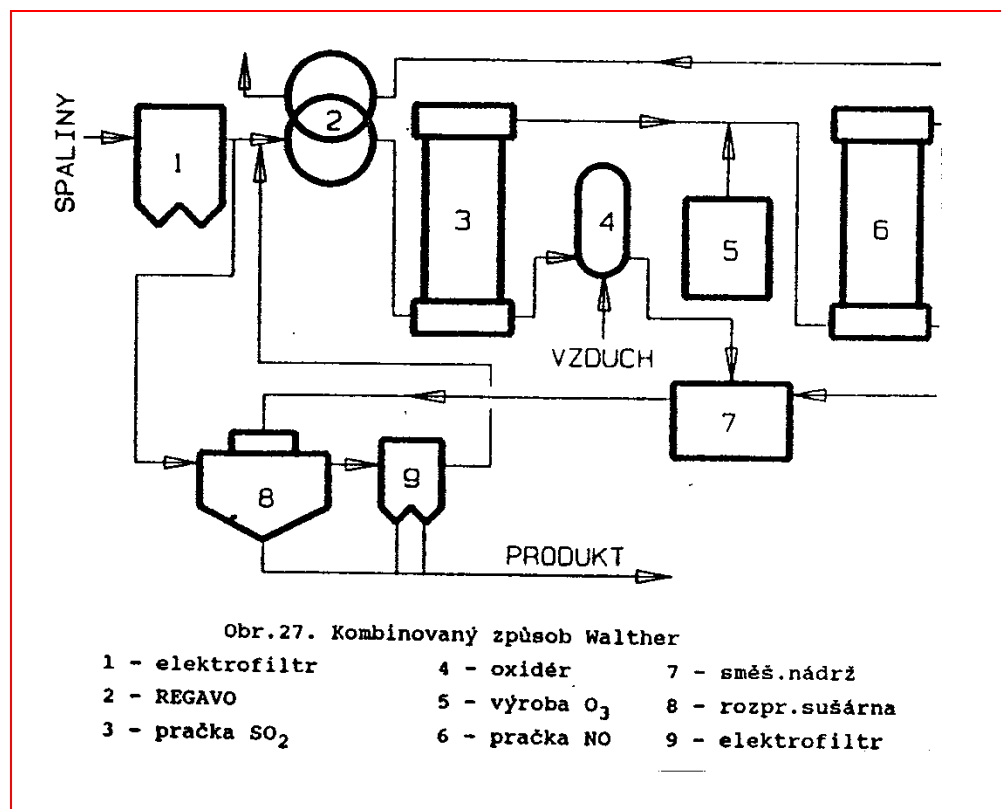 SPALINY
1
2
3
4
5
6
VZDUCH
7
8
9
PRODUKT
Obr.27. Kombinovaný způsob Walther
1 - elektrofiltr
4 - oxidér
7 - směš.nádrž
2 - REGAVO
5 - výroba O₃
8 - rozpr.sušárna
3 - pračka SO₂
6 - pračka NO
9 - elektrofiltr